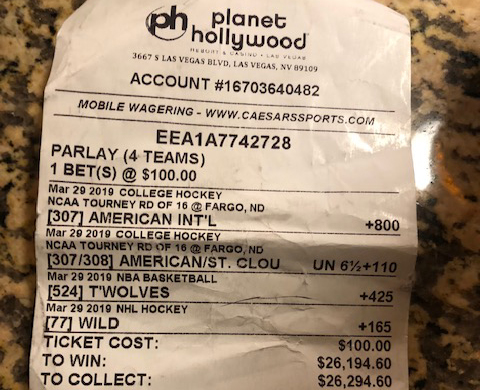 ph planet
hollywood
RESORT & CASINO • LAS VEGAS
3667 S LAS VEGAS BLVD, LAS VEGAS, NV 89109
ACCOUNT #16703640482
MOBILE WAGERING - WWW.CAESARSSPORTS.COM
EEA1A7742728
PARLAY (4 TEAMS)
1 BET(S) @ $100.00
Mar 29 2019 COLLEGE HOCKEY
NCAA TOURNEY RD OF 16 @ FARGO, ND
[307] AMERICAN INT'L +800
Mar 29 2019 COLLEGE HOCKEY
NCAA TOURNEY RD OF 16 @ FARGO, ND
[307/308] AMERICAN/ST. CLOU UN 6½+110
Mar 29 2019 NBA BASKETBALL
[524] T'WOLVES +425
Mar 29 2019 NHL HOCKEY
[77] WILD +165
TICKET COST: $100.00
TO WIN: $26,194.60
TO COLLECT: $26,294.60